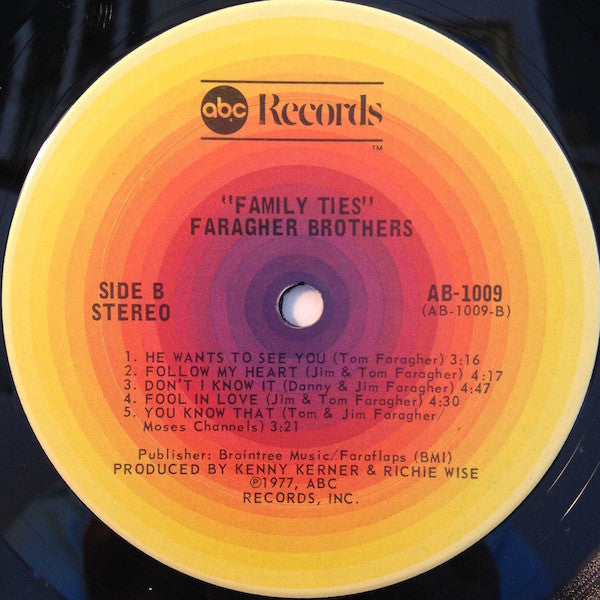 abc Records
TM
"FAMILY TIES"
FARAGHER BROTHERS
SIDE B
STEREO
AB-1009
(AB-1009-B)
1. HE WANTS TO SEE YOU (Tom Faragher) 3:16
2. FOLLOW MY HEART (Jim & Tom Faragher) 4:17
3. DON'T I KNOW IT (Danny & Jim Faragher) 4:47
4. FOOL IN LOVE (Jim & Tom Faragher) 4:30
5. YOU KNOW THAT (Tom & Jim Faragher/
Moses Channels) 3:21
Publisher: Braintree Music/Faraflaps (BMI)
PRODUCED BY KENNY KERNER & RICHIE WISE
℗1977, ABC
RECORDS, INC.